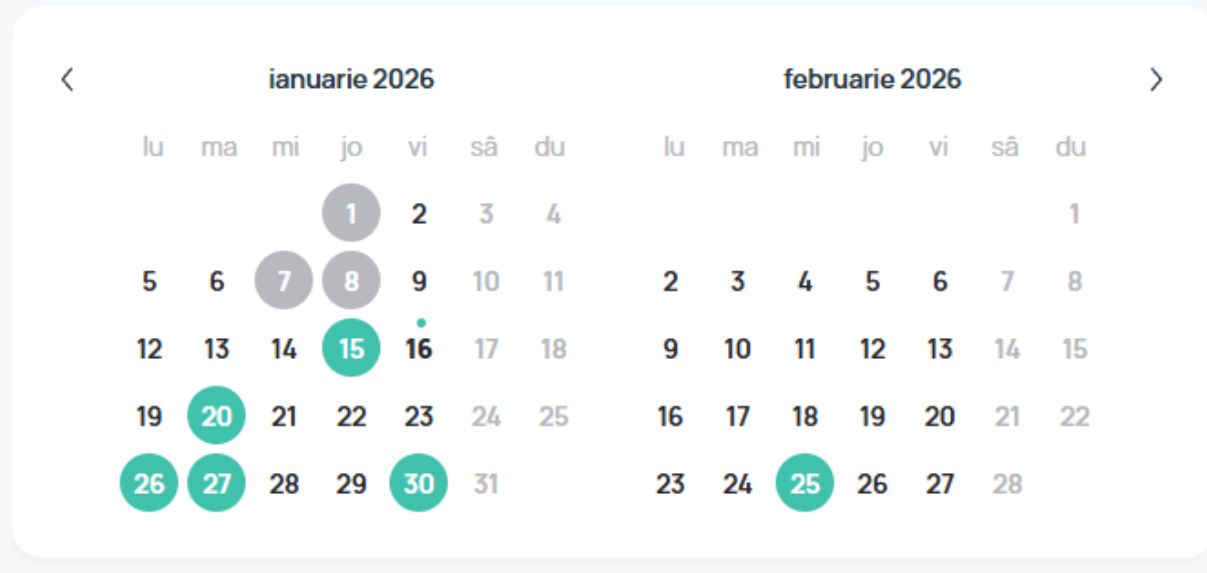 ianuarie 2026
lu ma mi jo vi sâ du
1 2 3 4
5 6 7 8 9 10 11
12 13 14 15 16 17 18
19 20 21 22 23 24 25
26 27 28 29 30 31
februarie 2026
lu ma mi jo vi sâ du
1
2 3 4 5 6 7 8
9 10 11 12 13 14 15
16 17 18 19 20 21 22
23 24 25 26 27 28